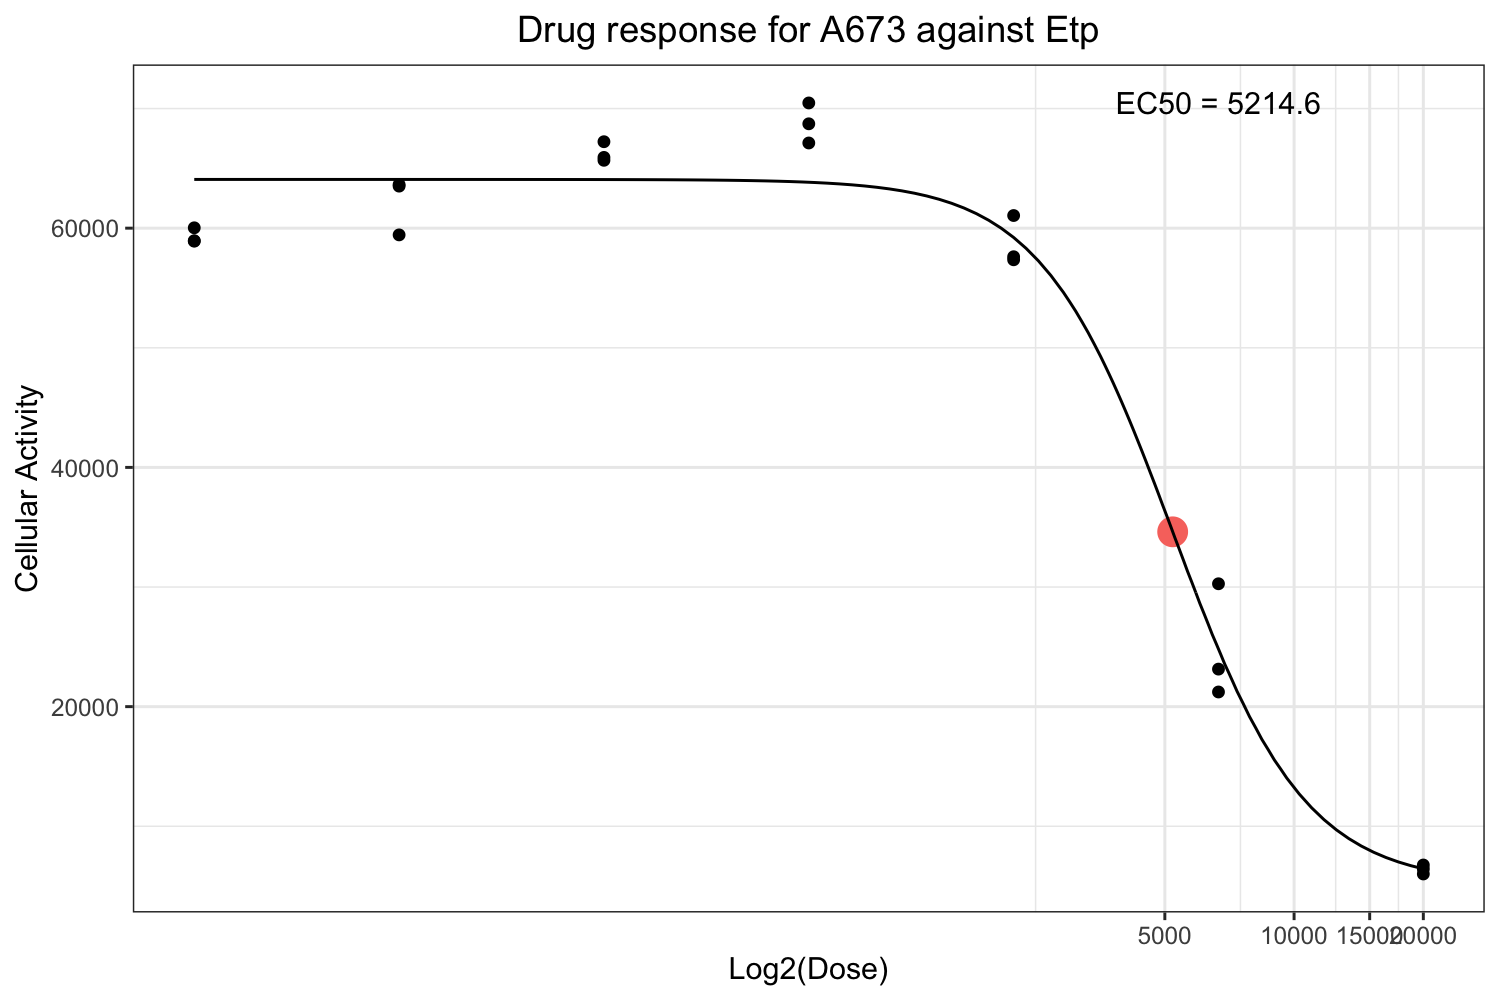 Drug response for A673 against Etp
EC50 = 5214.6
Cellular Activity
60000
40000
20000
5000 10000 15000 20000
Log2(Dose)